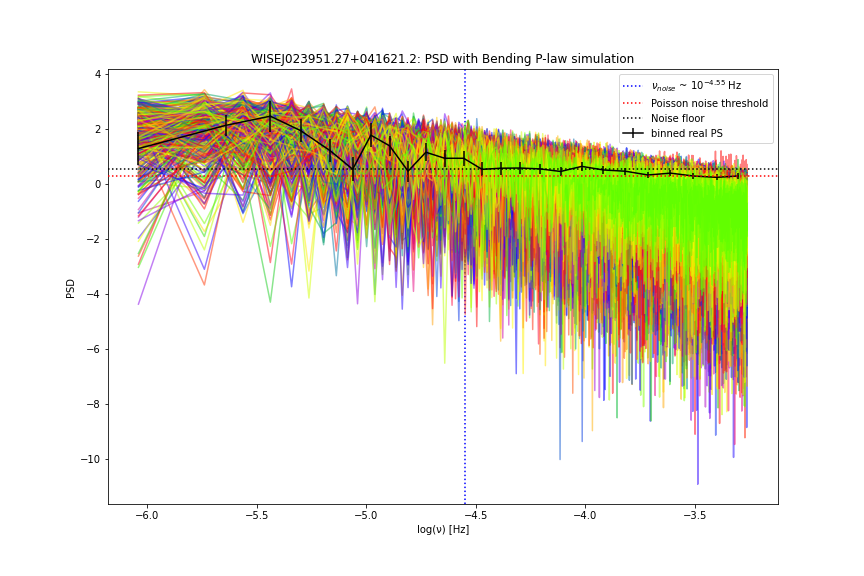 WISEJ023951.27+041621.2: PSD with Bending P-law simulation
ν_noise ~ 10^−4.55 Hz
Poisson noise threshold
Noise floor
binned real PS
4
2
0
−2
−4
−6
−8
−10
PSD
−6.0 −5.5 −5.0 −4.5 −4.0 −3.5
log(ν) [Hz]